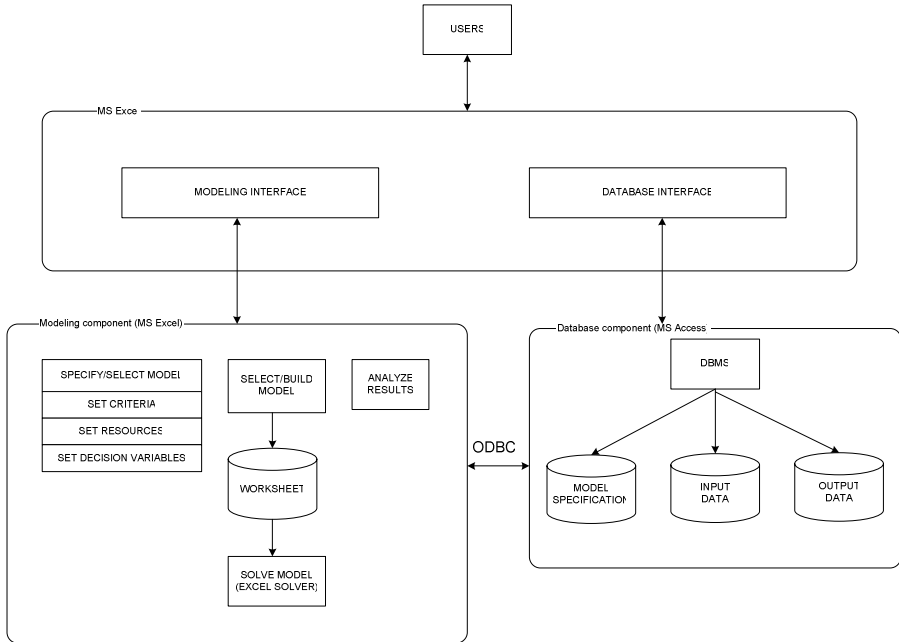 USERS
MS Exce
MODELING INTERFACE
DATABASE INTERFACE
Modeling component (MS Excel)
Database component (MS Access
SPECIFY/SELECT MODEL
SET CRITERIA
SET RESOURCES
SET DECISION VARIABLES
SELECT/BUILD
MODEL
ANALYZE
RESULTS
WORKSHEET
SOLVE MODEL
(EXCEL SOLVER)
ODBC
DBMS
MODEL
SPECIFICATION
INPUT
DATA
OUTPUT
DATA